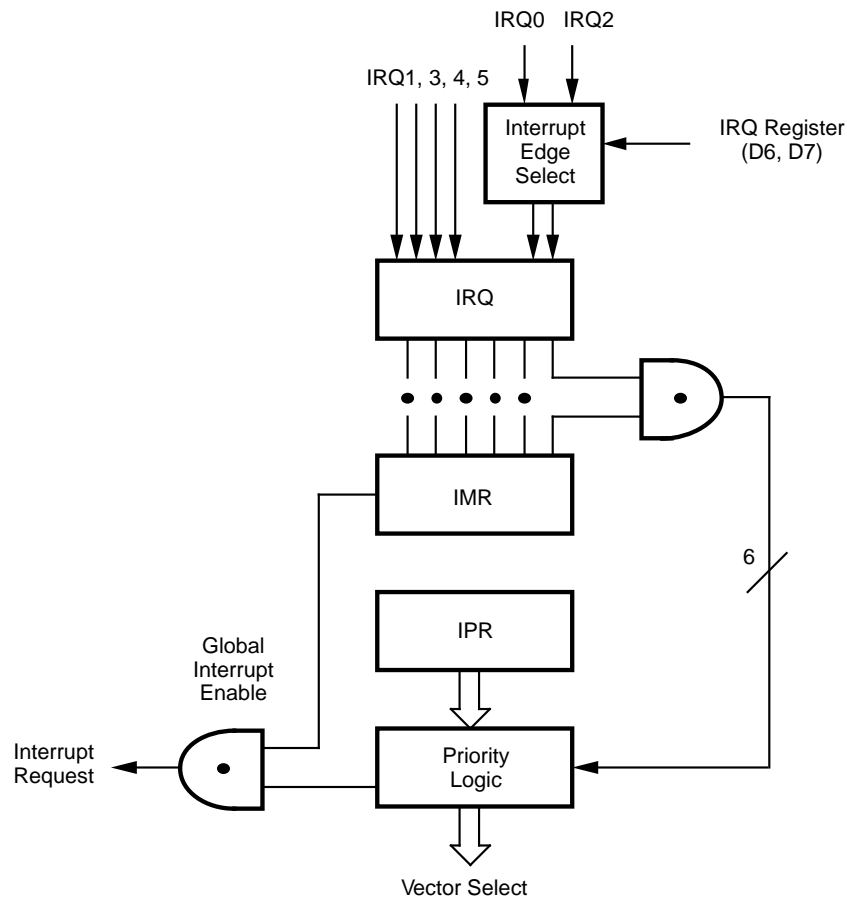 IRQ0 IRQ2
IRQ1, 3, 4, 5
Interrupt
Edge
Select
IRQ Register
(D6, D7)
IRQ
IMR
6
IPR
Global
Interrupt
Enable
Interrupt
Request
Priority
Logic
Vector Select